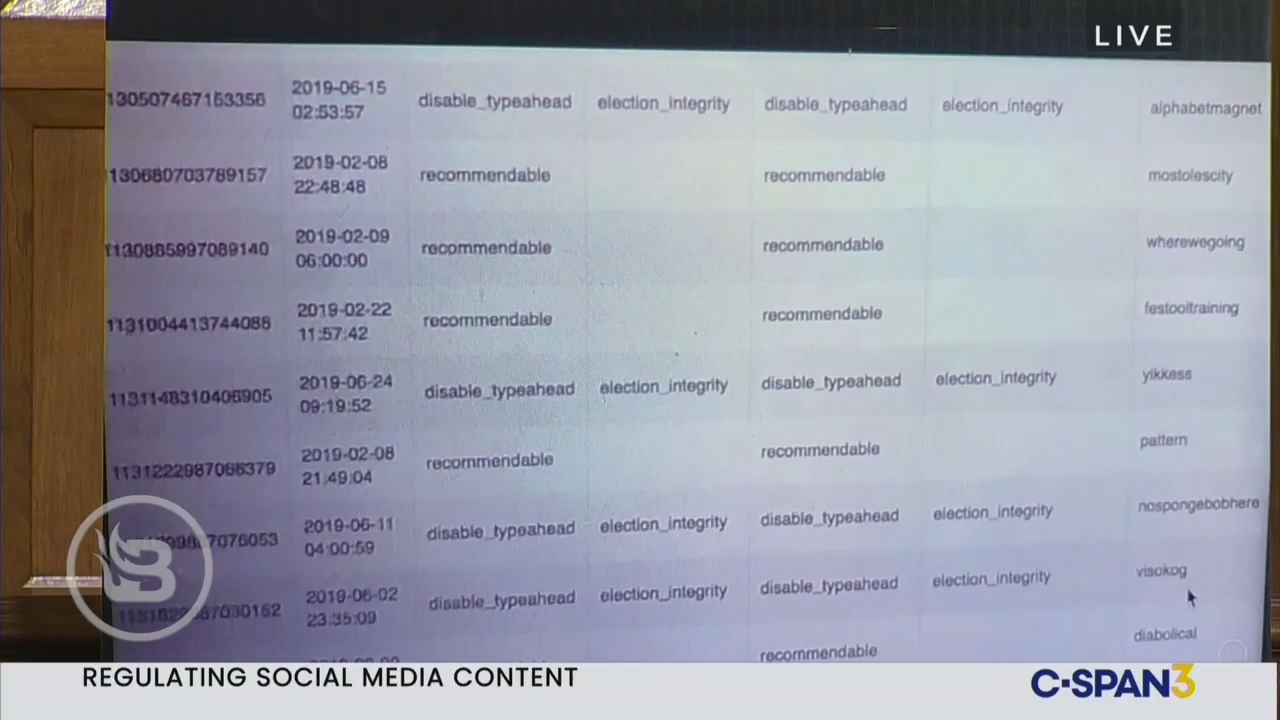 LIVE
2019-06-15
130507467153356 disable_typeahead election_integrity disable_typeahead election_integrity alphabetmagnet
02:53:57
2019-02-08
130680703789157 recommendable recommendable mostolescity
22:48:48
2019-02-09
1130885997089140 recommendable recommendable wherewegoing
06:00:00
2019-02-22
1131004413744088 recommendable recommendable festooltraining
11:57:42
2019-06-24
1131148310406905 disable_typeahead election_integrity disable_typeahead election_integrity yikkess
09:19:52
2019-02-08
1131222987066379 recommendable recommendable pattern
21:49:04
2019-06-11
disable_typeahead election_integrity disable_typeahead election_integrity nospongebobhere
04:00:59
2019-06-02
disable_typeahead election_integrity disable_typeahead election_integrity visokog
23:35:09
recommendable diabolical
B
REGULATING SOCIAL MEDIA CONTENT
C·SPAN3